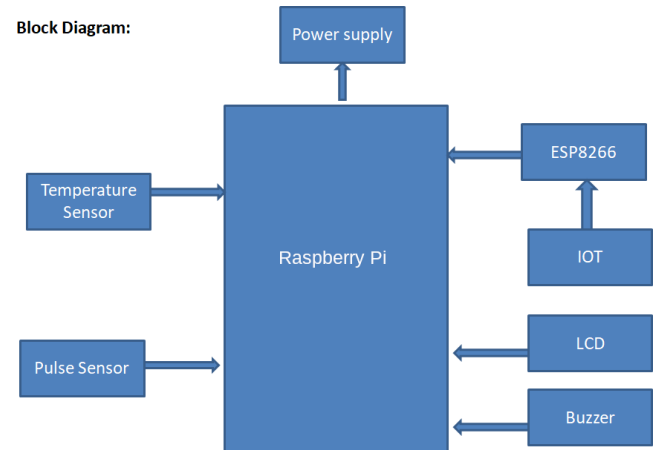 Block Diagram:
Power supply
ESP8266
Temperature
Sensor
Raspberry Pi
IOT
LCD
Pulse Sensor
Buzzer